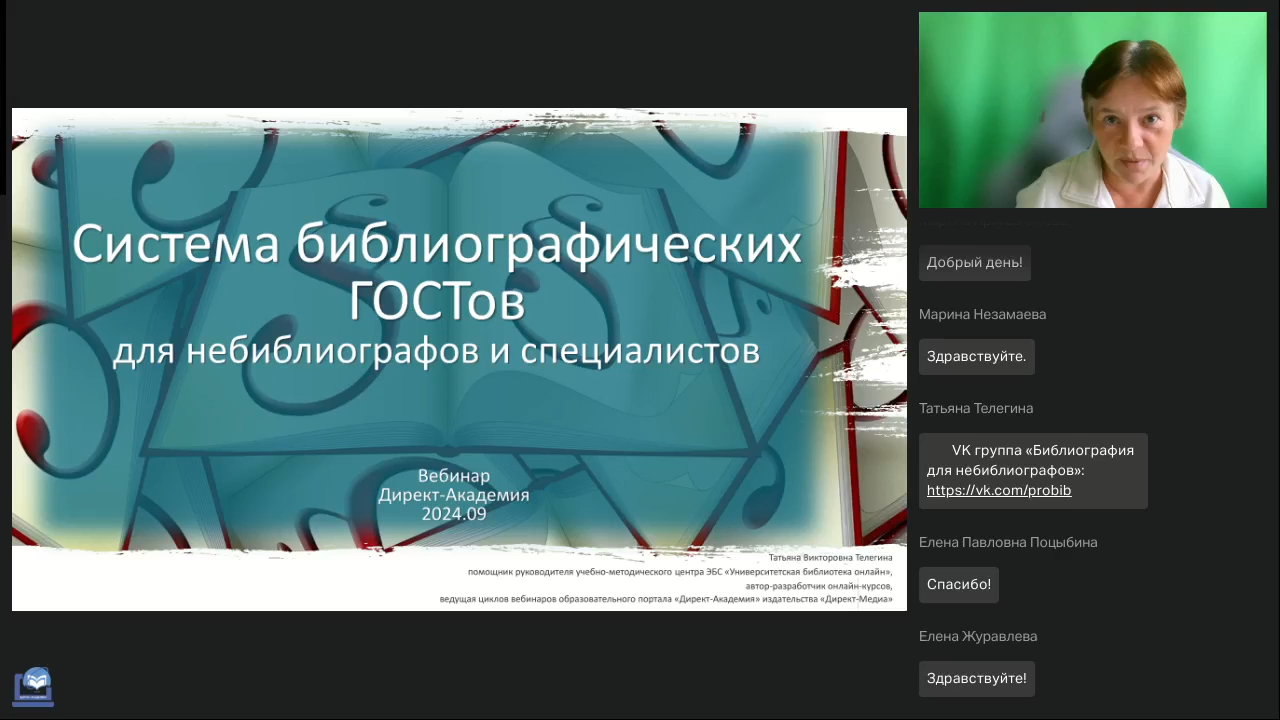 Система библиографических
ГОСТов
для небиблиографов и специалистов
Вебинар
Директ-Академия
2024.09
Татьяна Викторовна Телегина
помощник руководителя учебно-методического центра ЭБС «Университетская библиотека онлайн»,
автор-разработчик онлайн-курсов,
ведущая циклов вебинаров образовательного портала «Директ-Академия» издательства «Директ-Медиа»
Добрый день!
Марина Незамаева
Здравствуйте.
Татьяна Телегина
VK группа «Библиография
для небиблиографов»:
https://vk.com/probib
Елена Павловна Поцыбина
Спасибо!
Елена Журавлева
Здравствуйте!